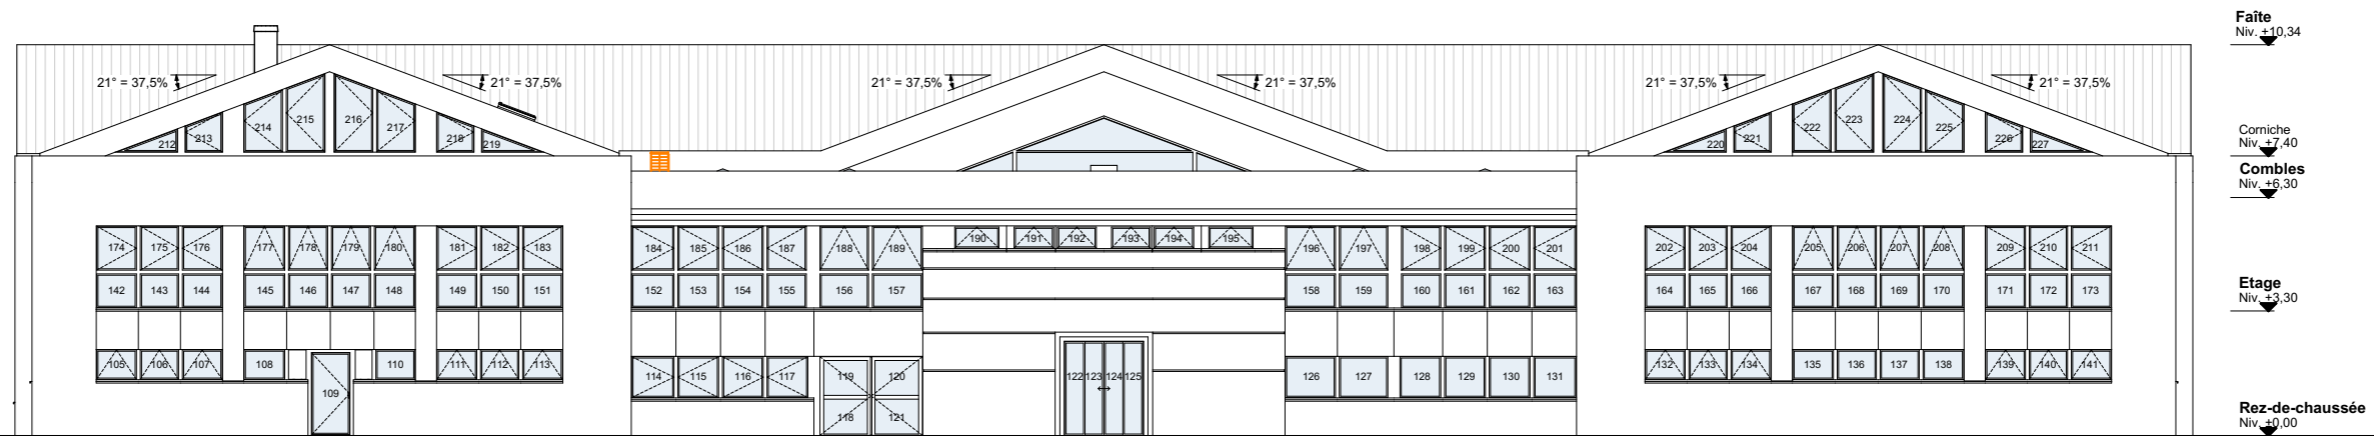 Faîte
Niv. +10,34
21° = 37,5% 21° = 37,5% 21° = 37,5% 21° = 37,5% 21° = 37,5% 21° = 37,5%
212 213 214 215 216 217 218 219 220 221 222 223 224 225 226 227
Corniche
Niv. +7,40
Combles
Niv. +6,30
174 175 176 177 178 179 180 181 182 183 184 185 186 187 188 189 190 191 192 193 194 195 196 197 198 199 200 201 202 203 204 205 206 207 208 209 210 211
142 143 144 145 146 147 148 149 150 151 152 153 154 155 156 157 158 159 160 161 162 163 164 165 166 167 168 169 170 171 172 173
Etage
Niv. +3,30
105 106 107 108 110 111 112 113 132 133 134 135 136 137 138 139 140 141
114 115 116 117 119 120 122 123 124 125 126 127 128 129 130 131
109
118 121
Rez-de-chaussée
Niv. +0,00